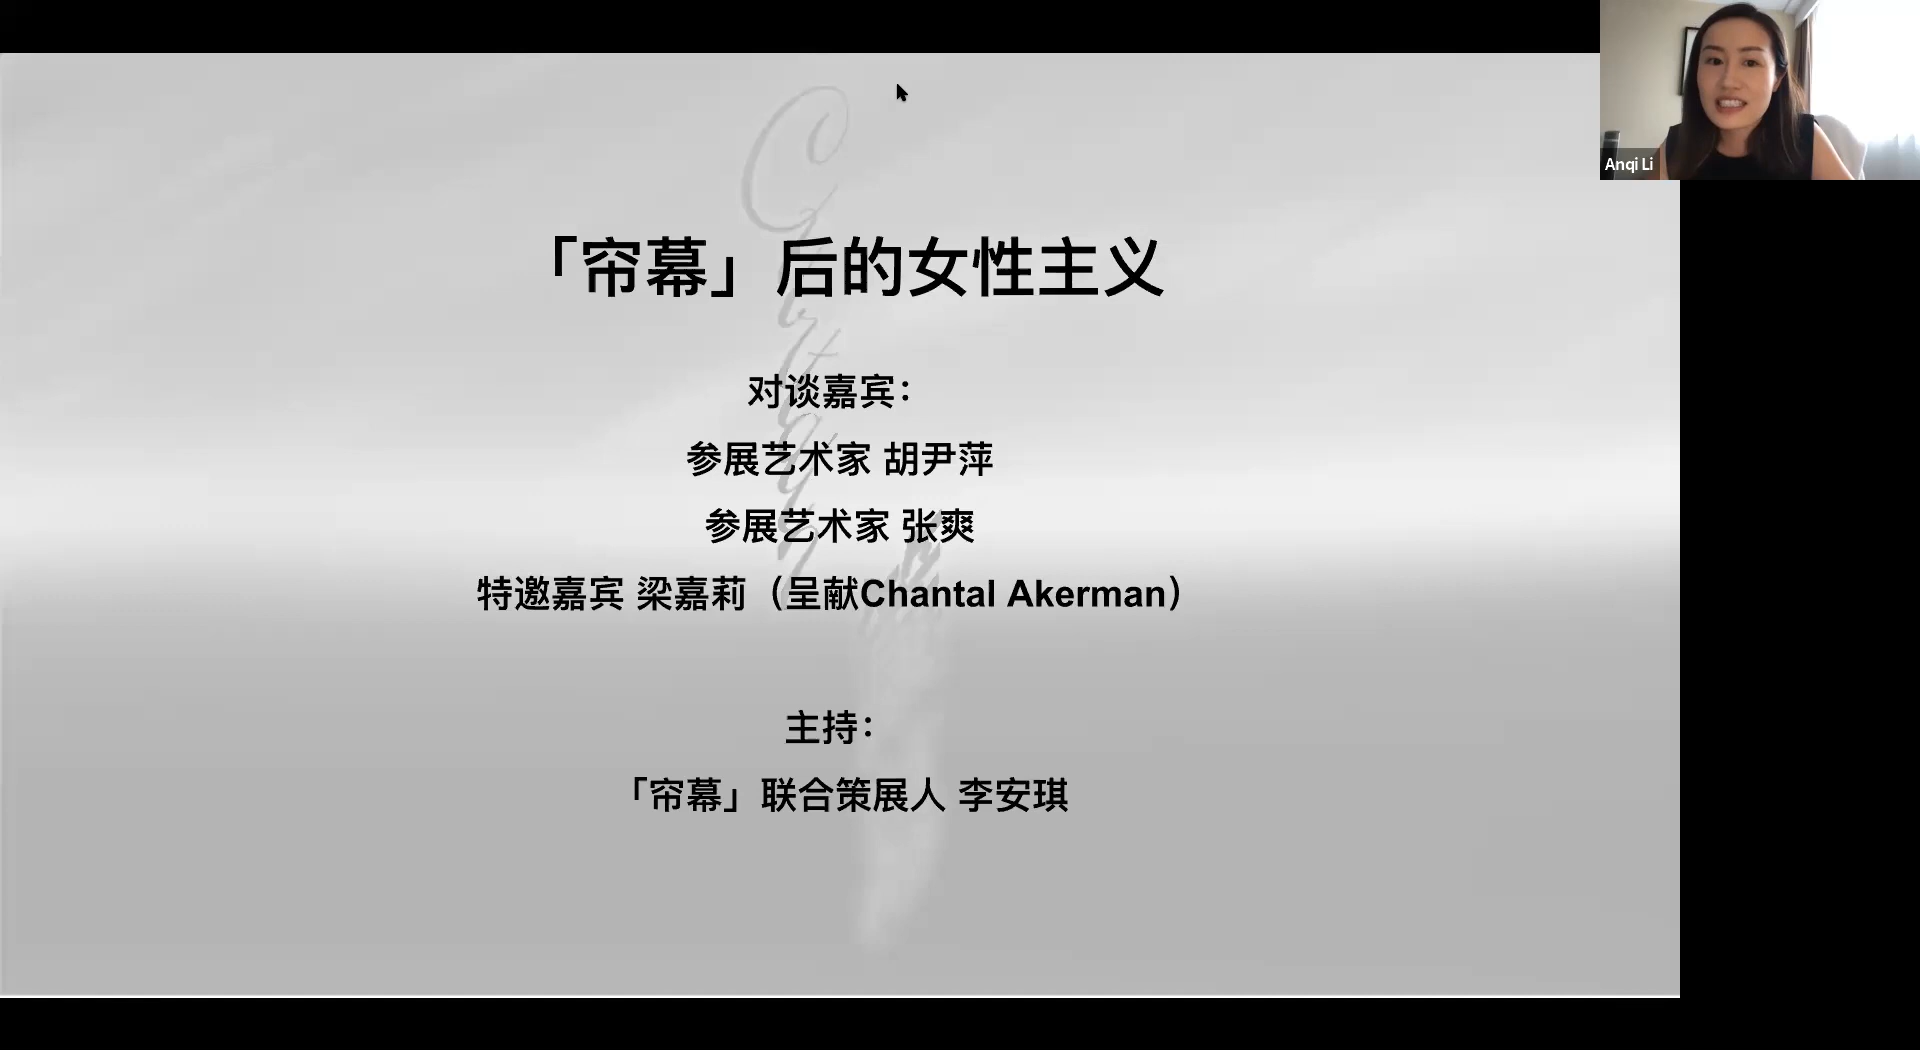 「帘幕」后的女性主义
对谈嘉宾：
参展艺术家 胡尹萍
参展艺术家 张爽
特邀嘉宾 梁嘉莉（呈献Chantal Akerman）
主持：
「帘幕」联合策展人 李安琪
Curtain
Anqi Li